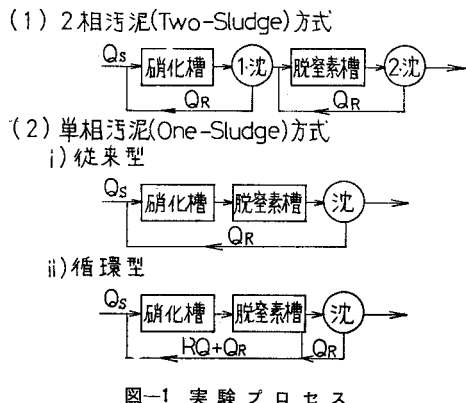 (1) 2相汚泥(Two-Sludge)方式
Qs 硝化槽 1・沈 脱窒素槽 2・沈
QR QR
(2) 単相汚泥(One-Sludge)方式
i) 従来型
Qs 硝化槽 脱窒素槽 沈
QR
ii) 循環型
Qs 硝化槽 脱窒素槽 沈
RQ+QR QR
図-1 実験プロセス